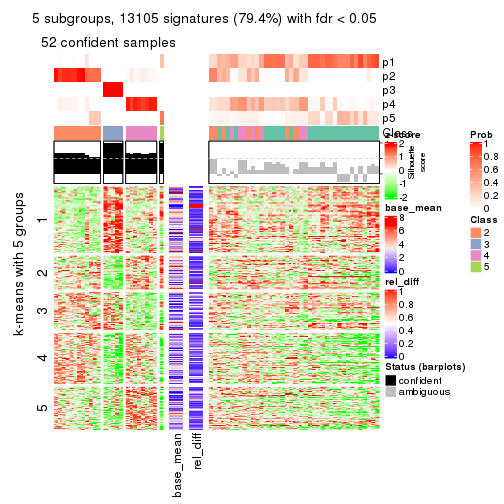 5 subgroups, 13105 signatures (79.4%) with fdr < 0.05
52 confident samples
p1
p2
p3
p4
p5
Class
Silhouette
score
k-means with 5 groups
1
2
3
4
5
base_mean
rel_diff
z-score
2
1
0
-1
-2
base_mean
8
6
4
2
0
rel_diff
1
0.8
0.6
0.4
0.2
0
Status (barplots)
confident
ambiguous
Prob
1
0.8
0.6
0.4
0.2
0
Class
2
3
4
5